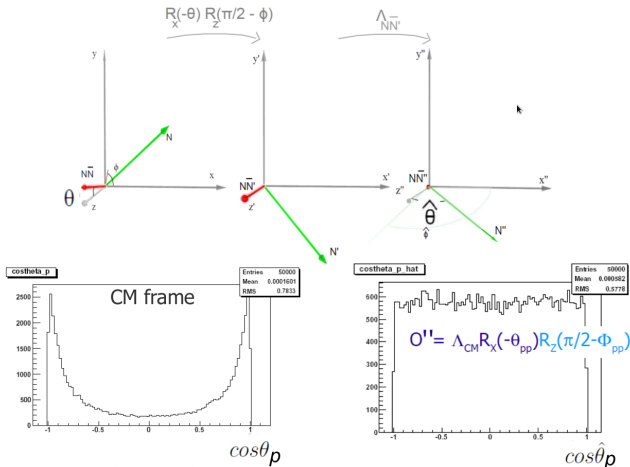 R_x'(-θ) R_z(π/2 - ϕ)
Λ_NN̄'
y
y'
y"
N
NN̄
ϕ
x
θ
z
NN̄'
z'
x'
N'
NN̄"
z"
θ̂
ϕ̂
x"
N"
costheta_p
Entries 50000
Mean 0.0001601
RMS 0.7833
CM frame
2500
2000
1500
1000
500
0
-1 -0.5 0 0.5 1
cosθp
costheta_p_hat
Entries 50000
Mean 0.000582
RMS 0.5778
O"= Λ_CM R_X(-θ_pp)R_Z(π/2-Φ_pp)
600
500
400
300
200
100
0
-1 -0.5 0 0.5 1
cosθ̂p